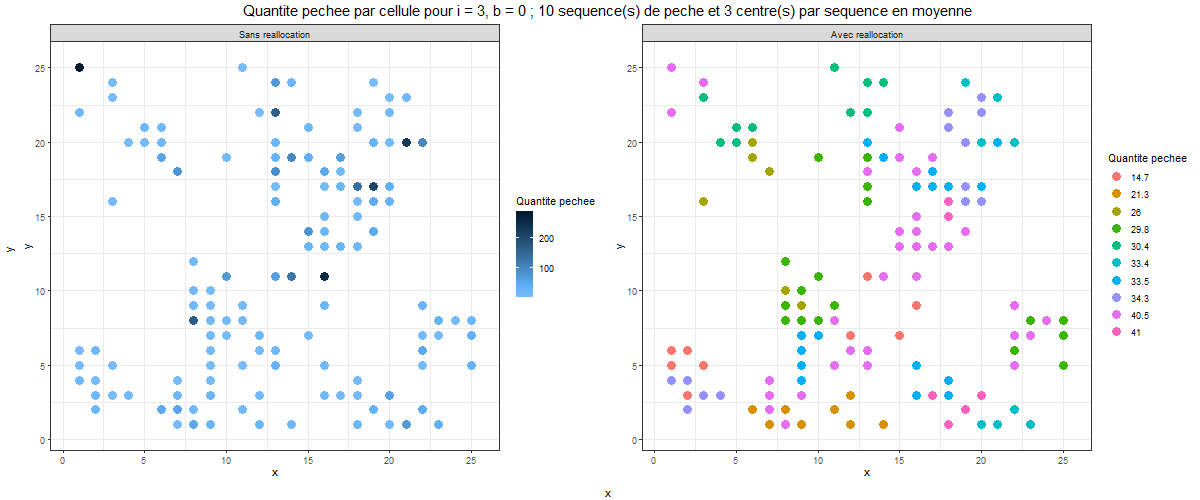 Quantite pechee par cellule pour i = 3, b = 0 ; 10 sequence(s) de peche et 3 centre(s) par sequence en moyenne
Sans reallocation
25
20
15
10
5
0
0 5 10 15 20 25
x
y
y
Quantite pechee
200
100
Avec reallocation
25
20
15
10
5
0
0 5 10 15 20 25
x
y
Quantite pechee
14.7
21.3
26
29.8
30.4
33.4
33.5
34.3
40.5
41
x